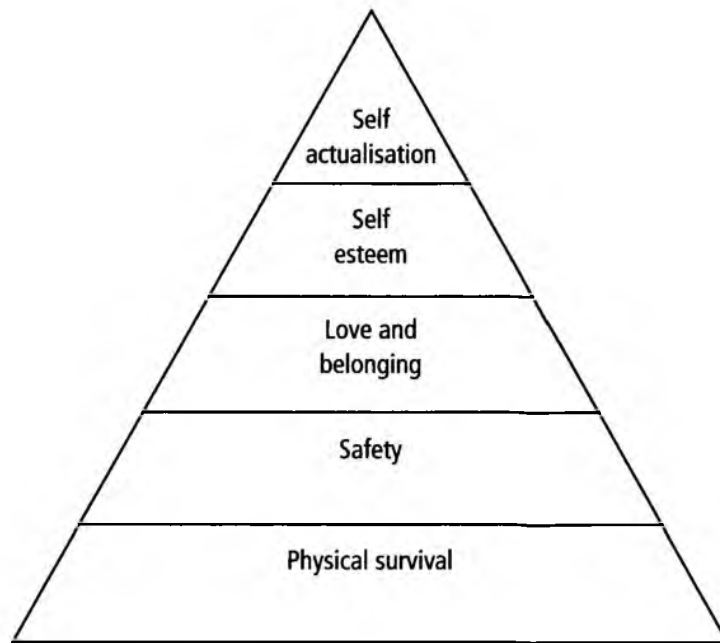 Self
actualisation
Self
esteem
Love and
belonging
Safety
Physical survival